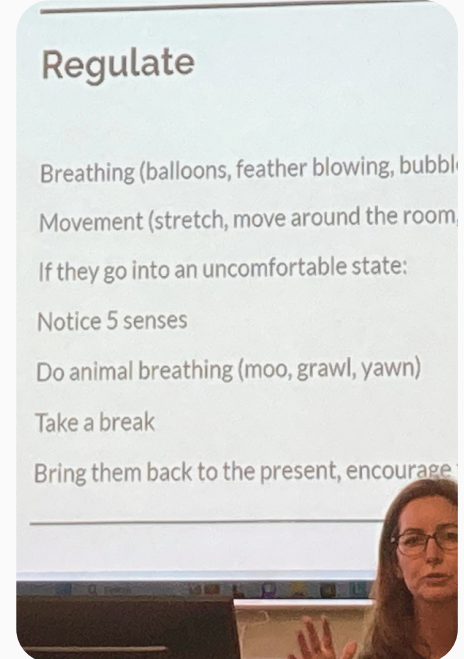 Regulate
Breathing (balloons, feather blowing, bubbl
Movement (stretch, move around the room,
If they go into an uncomfortable state:
Notice 5 senses
Do animal breathing (moo, grawl, yawn)
Take a break
Bring them back to the present, encourage